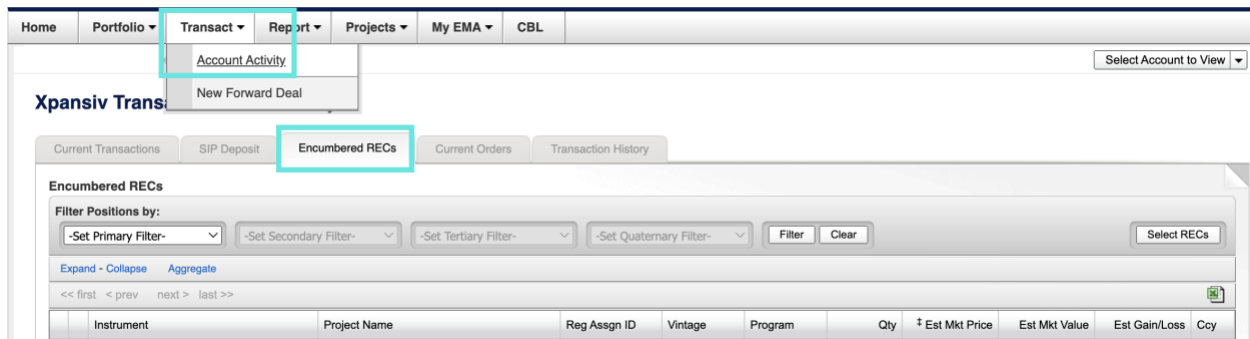 Home Portfolio Transact Report Projects My EMA CBL
Account Activity
Select Account to View
New Forward Deal
Xpansiv
Current Transactions SIP Deposit Encumbered RECs Current Orders Transaction History
Encumbered RECs
Filter Positions by:
-Set Primary Filter- -Set Secondary Filter- -Set Tertiary Filter- -Set Quaternary Filter- Filter Clear Select RECs
Expand - Collapse Aggregate
<< first < prev next > last >>
Instrument Project Name Reg Assgn ID Vintage Program Qty ‡ Est Mkt Price Est Mkt Value Est Gain/Loss Ccy